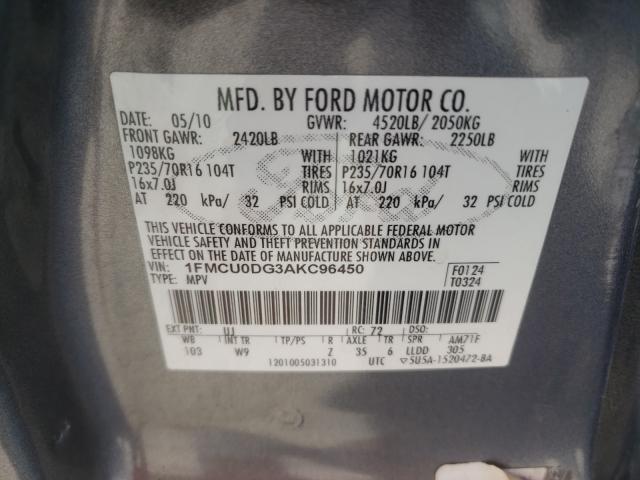 MFD. BY FORD MOTOR CO.
DATE: 05/10 GVWR: 4520LB/ 2050KG
FRONT GAWR: 2420LB REAR GAWR: 2250LB
1098KG WITH 1021KG WITH
P235/70R16 104T TIRES P235/70R16 104T TIRES
16x7.0J RIMS 16x7.0J RIMS
AT 220 kPa/ 32 PSI COLD AT 220 kPa/ 32 PSI COLD
THIS VEHICLE CONFORMS TO ALL APPLICABLE FEDERAL MOTOR
VEHICLE SAFETY AND THEFT PREVENTION STANDARDS IN
EFFECT ON THE DATE OF MANUFACTURE SHOWN ABOVE.
VIN: 1FMCU0DG3AKC96450 F0124
TYPE: MPV T0324
EXT PNT: UJ RC: 72 DSO:
WB INT TR TP/PS R AXLE TR SPR AM71F
103 W9 Z 35 6 LLDD 305
1201005031310 UTC 5U5A-1520472-BA
Ford